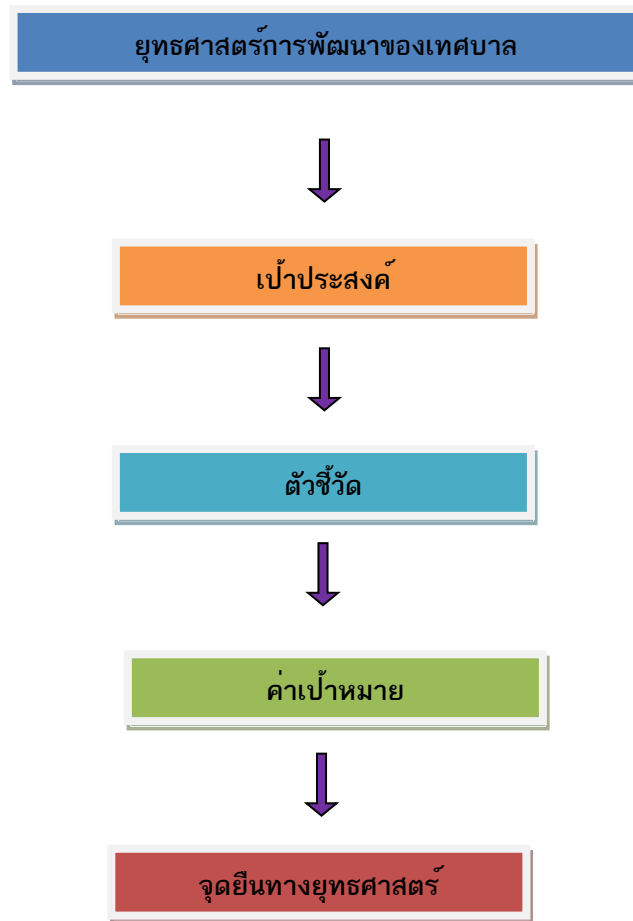 ยุทธศาสตร์การพัฒนาของเทศบาล
เป้าประสงค์
ตัวชี้วัด
ค่าเป้าหมาย
จุดยืนทางยุทธศาสตร์